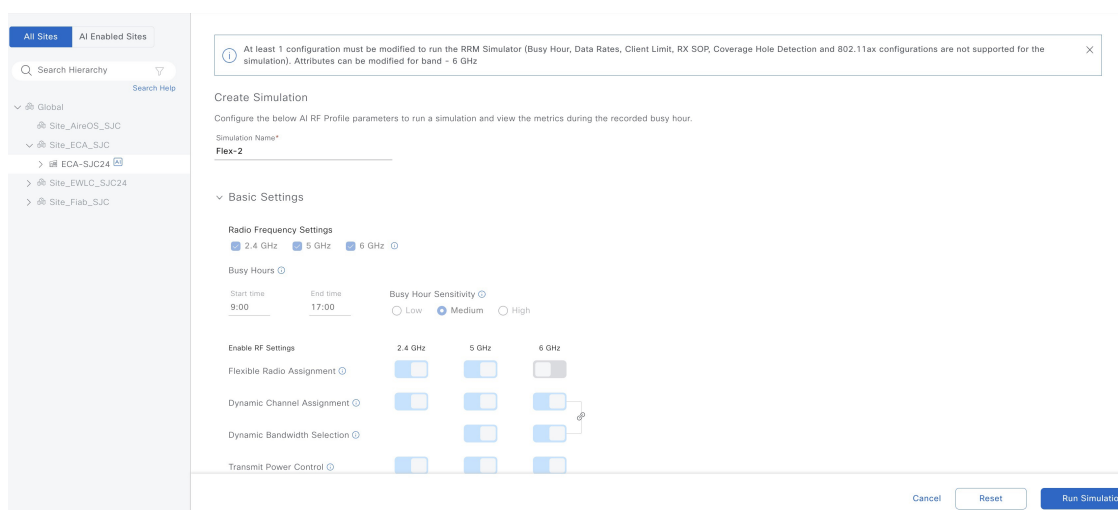 All Sites
AI Enabled Sites
Search Hierarchy
Search Help
Global
Site_AireOS_SJC
Site_ECA_SJC
ECA-SJC24 AI
Site_EWLC_SJC24
Site_Fiab_SJC
At least 1 configuration must be modified to run the RRM Simulator (Busy Hour, Data Rates, Client Limit, RX SOP, Coverage Hole Detection and 802.11ax configurations are not supported for the
simulation). Attributes can be modified for band - 6 GHz
Create Simulation
Configure the below AI RF Profile parameters to run a simulation and view the metrics during the recorded busy hour.
Simulation Name*
Flex-2
Basic Settings
Radio Frequency Settings
2.4 GHz 5 GHz 6 GHz
Busy Hours
Start time End time Busy Hour Sensitivity
9:00 17:00 Low Medium High
Enable RF Settings 2.4 GHz 5 GHz 6 GHz
Flexible Radio Assignment
Dynamic Channel Assignment
Dynamic Bandwidth Selection
Transmit Power Control
Cancel Reset Run Simulatio